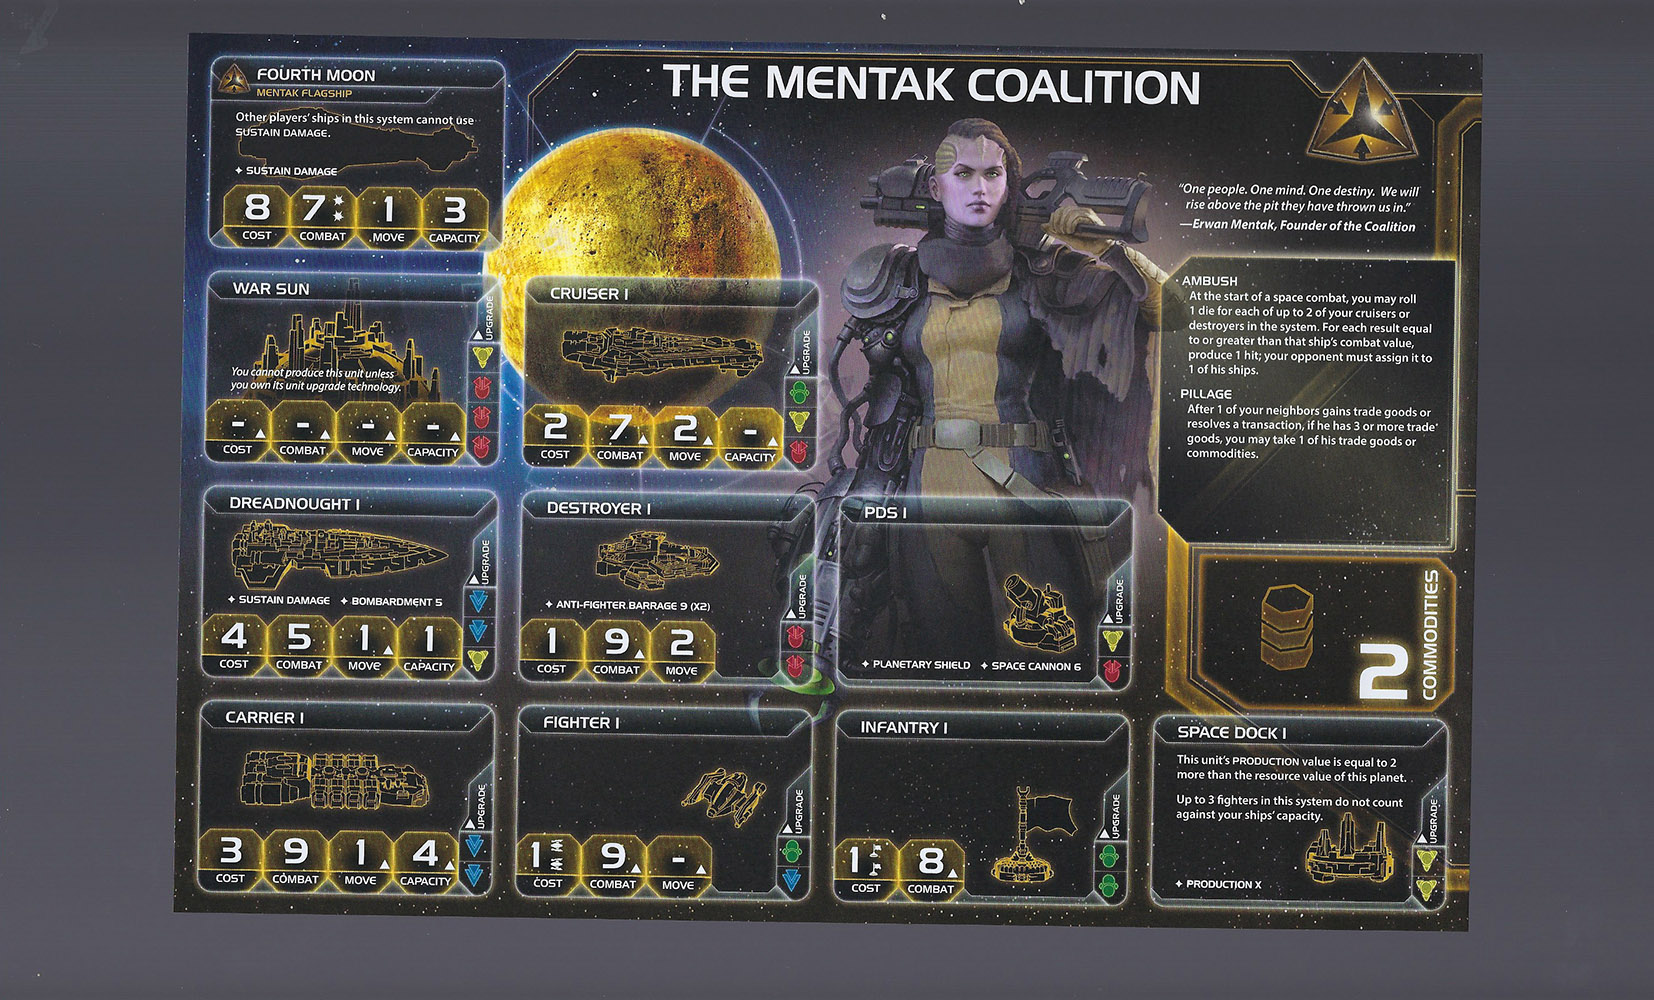 THE MENTAK COALITION
FOURTH MOON
MENTAK FLAGSHIP
Other players' ships in this system cannot use
SUSTAIN DAMAGE.
✦ SUSTAIN DAMAGE
8 7 1 3
COST COMBAT MOVE CAPACITY
"One people. One mind. One destiny. We will
rise above the pit they have thrown us in."
—Erwan Mentak, Founder of the Coalition
AMBUSH
At the start of a space combat, you may roll
1 die for each of up to 2 of your cruisers or
destroyers in the system. For each result equal
to or greater than that ship's combat value,
produce 1 hit; your opponent must assign it to
1 of his ships.
PILLAGE
After 1 of your neighbors gains trade goods or
resolves a transaction, if he has 3 or more trade
goods, you may take 1 of his trade goods or
commodities.
WAR SUN
UPGRADE
You cannot produce this unit unless
you own its unit upgrade technology.
- - - -
COST COMBAT MOVE CAPACITY
CRUISER I
UPGRADE
2 7 2 -
COST COMBAT MOVE CAPACITY
DREADNOUGHT I
UPGRADE
✦ SUSTAIN DAMAGE ✦ BOMBARDMENT 5
4 5 1 1
COST COMBAT MOVE CAPACITY
DESTROYER I
UPGRADE
✦ ANTI-FIGHTER BARRAGE 9 (X2)
1 9 2
COST COMBAT MOVE
PDS I
UPGRADE
✦ PLANETARY SHIELD ✦ SPACE CANNON 6
2
COMMODITIES
CARRIER I
UPGRADE
3 9 1 4
COST COMBAT MOVE CAPACITY
FIGHTER I
UPGRADE
1 9 -
COST COMBAT MOVE
INFANTRY I
UPGRADE
1 8
COST COMBAT
SPACE DOCK I
This unit's PRODUCTION value is equal to 2
more than the resource value of this planet.
Up to 3 fighters in this system do not count
against your ships' capacity.
UPGRADE
✦ PRODUCTION X